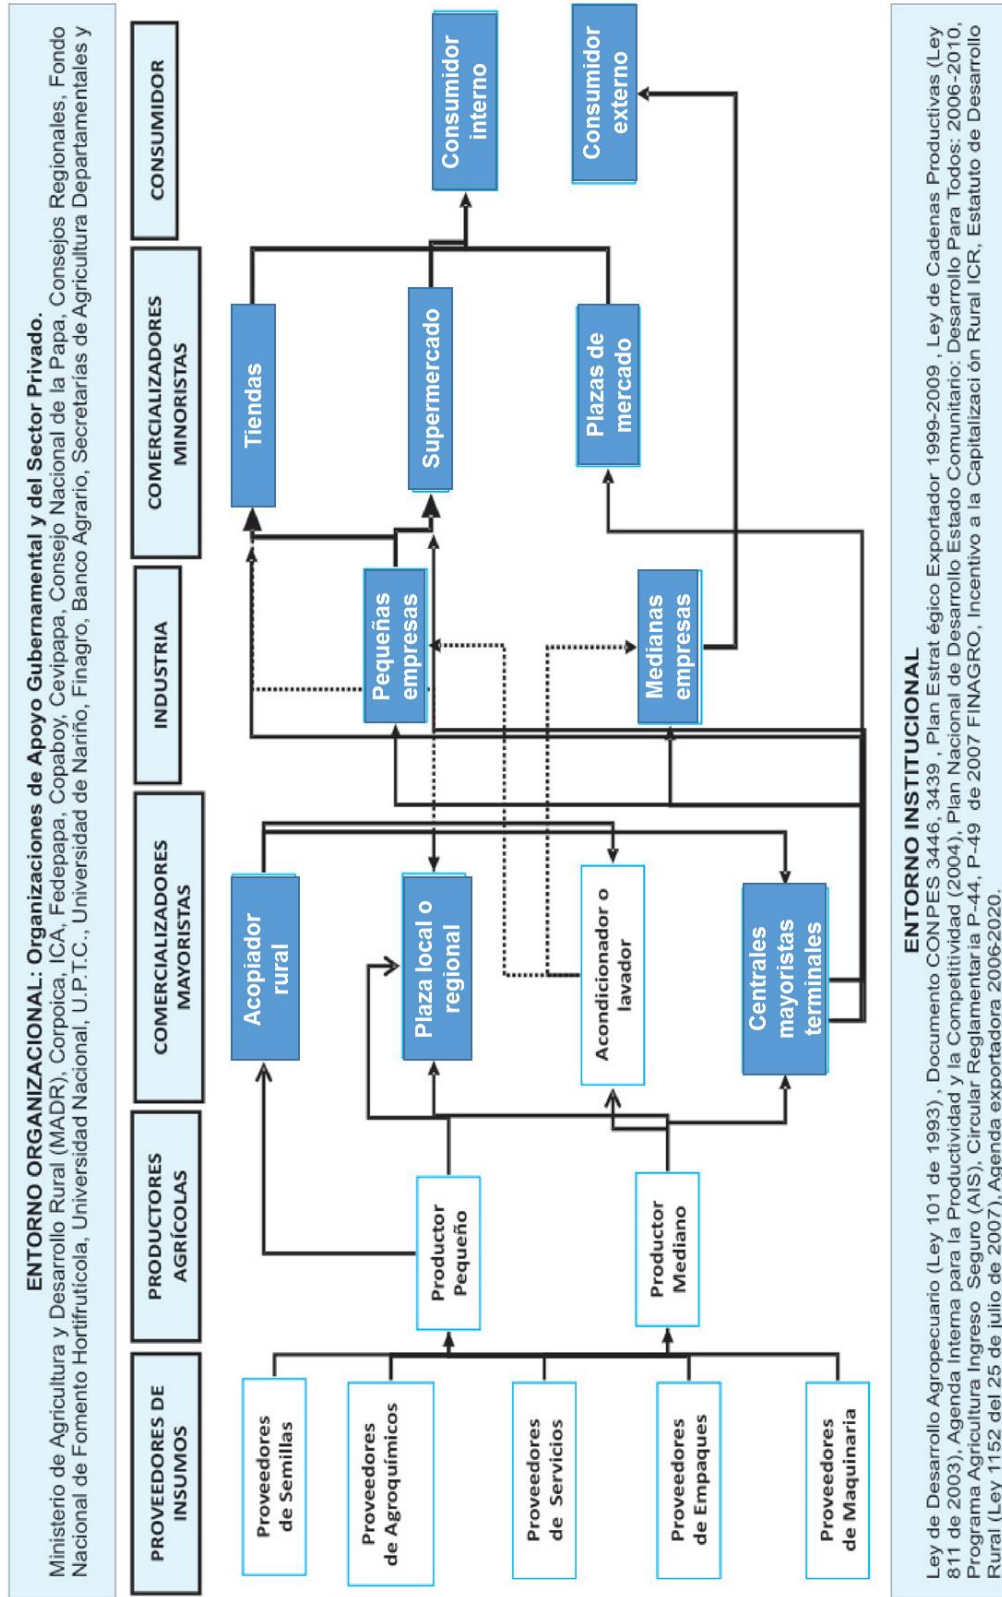 ENTORNO ORGANIZACIONAL.: Organizaciones de Apoyo Gubernamental y del Sector Privado.
Ministerio de Agricultura y Desarrollo Rural (MADR), Corpoica, ICA, Fedepapa, Copaboy, Cevipapa, Consejo Nacional de la Papa, Consejos Regionales, Fondo
Nacional de Fomento Hortifrutícola, Universidad Nacional, U.P.T.C., Universidad de Nariño, Finagro, Banco Agrario, Secretarías de Agricultura Departamentales y
PROVEEDORES DE
INSUMOS
PRODUCTORES
AGRÍCOLAS
COMERCIALIZADORES
MAYORISTAS
INDUSTRIA
COMERCIALIZADORES
MINORISTAS
CONSUMIDOR
Proveedores
de Semillas
Proveedores
de Agroquímicos
Proveedores
de Servicios
Proveedores
de Empaques
Proveedores
de Maquinaria
Productor
Pequeño
Productor
Mediano
Acopiador
rural
Plaza local o
regional
Acondicionador o
lavador
Centrales
mayoristas
terminales
Pequeñas
empresas
Medianas
empresas
Tiendas
Supermercado
Plazas de
mercado
Consumidor
interno
Consumidor
externo
ENTORNO INSTITUCIONAL
Ley de Desarrollo Agropecuario (Ley 101 de 1993) , Documento CONPES 3446, 3439 , Plan Estrat égico Exportador 1999-2009 , Ley de Cadenas Productivas (Ley
811 de 2003), Agenda Interna para la Productividad y la Competitividad (2004), Plan Nacional de Desarrollo Estado Comunitario: Desarrollo Para Todos: 2006-2010,
Programa Agricultura Ingreso Seguro (AIS), Circular Reglamentaria P-44, P-49 de 2007 FINAGRO, Incentivo a la Capitalizaci ón Rural ICR, Estatuto de Desarrollo
Rural (Ley 1152 del 25 de julio de 2007), Agenda exportadora 2006-2020.